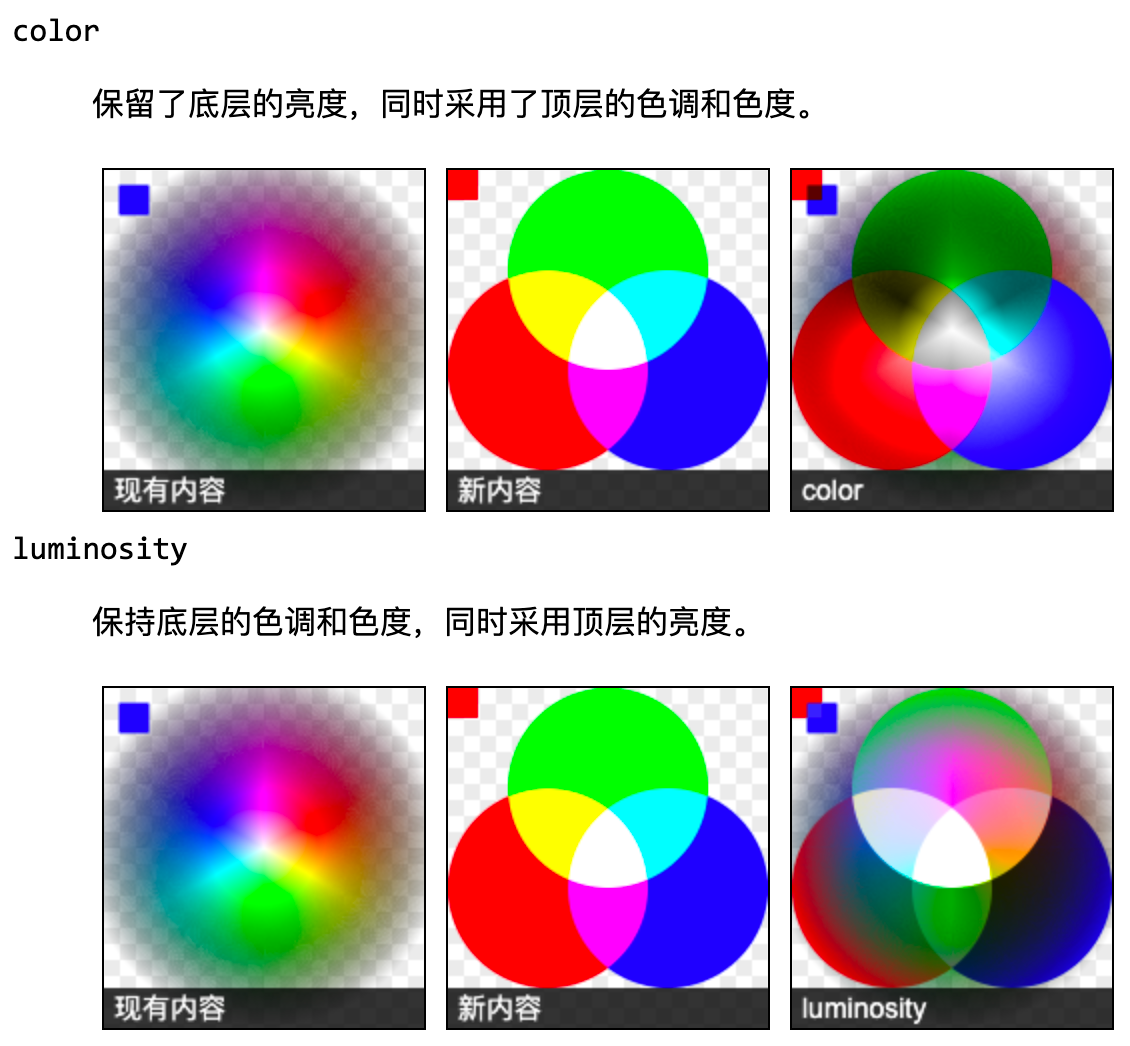 color
保留了底层的亮度，同时采用了顶层的色调和色度。
现有内容
新内容
color
luminosity
保持底层的色调和色度，同时采用顶层的亮度。
现有内容
新内容
luminosity